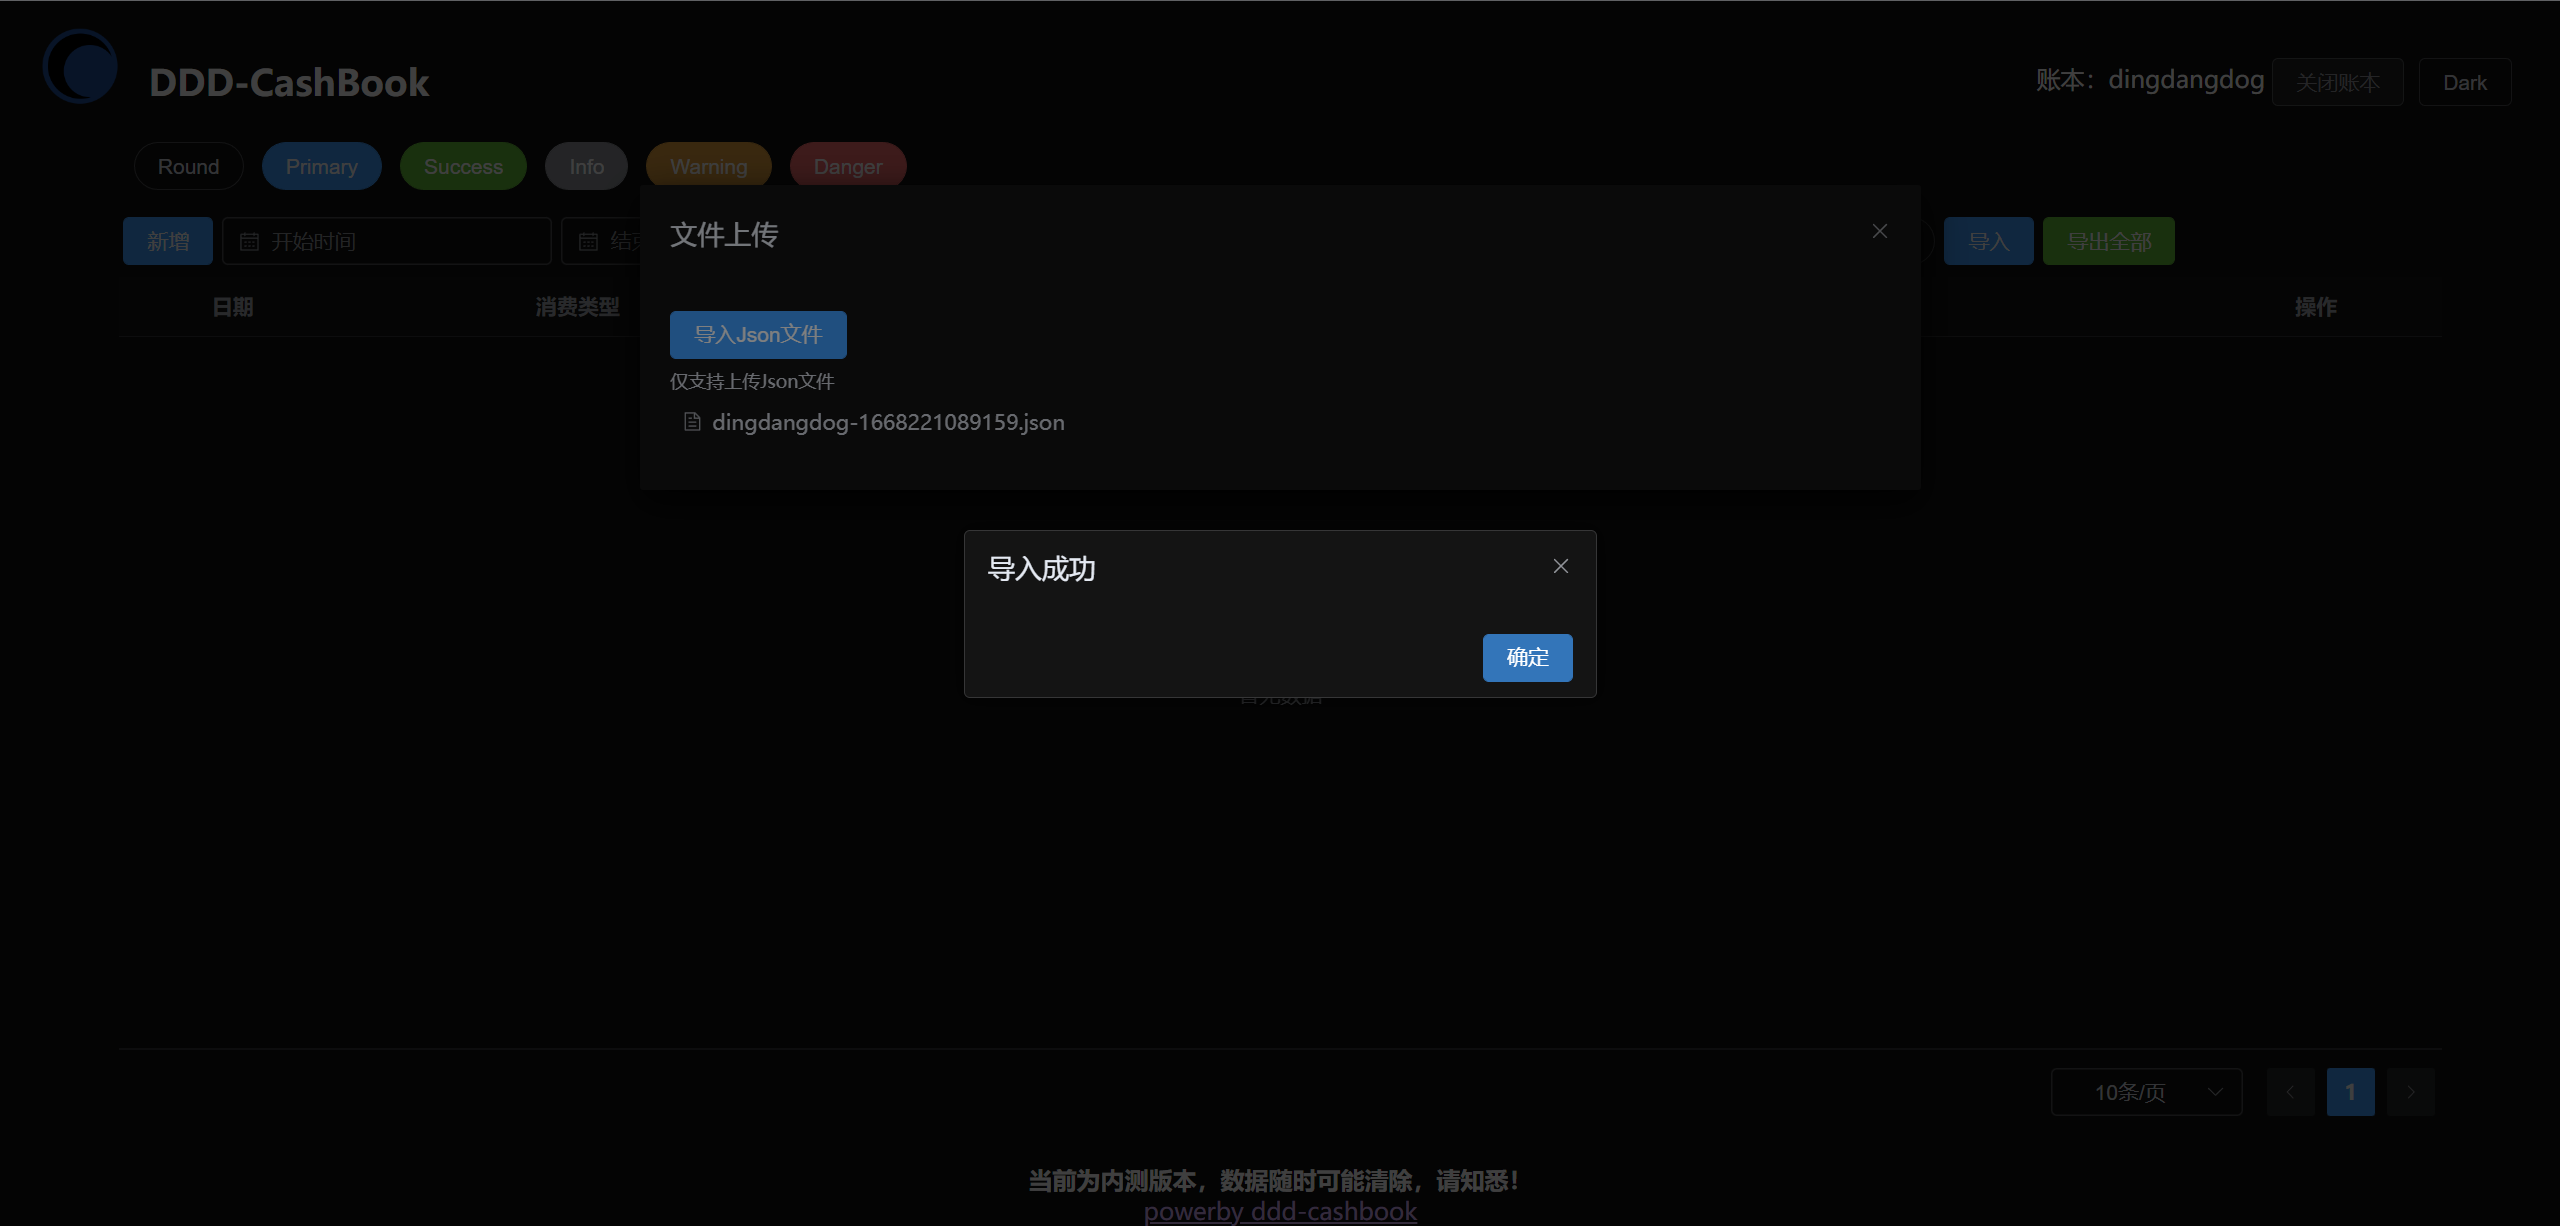 DDD-CashBook
账本：dingdangdog
关闭账本
Dark
Round
Primary
Success
Info
Warning
Danger
新增
开始时间
导入
导出全部
文件上传
日期
消费类型
操作
导入Json文件
仅支持上传Json文件
dingdangdog-1668221089159.json
导入成功
确定
10条/页
1
当前为内测版本，数据随时可能清除，请知悉！
powerby ddd-cashbook